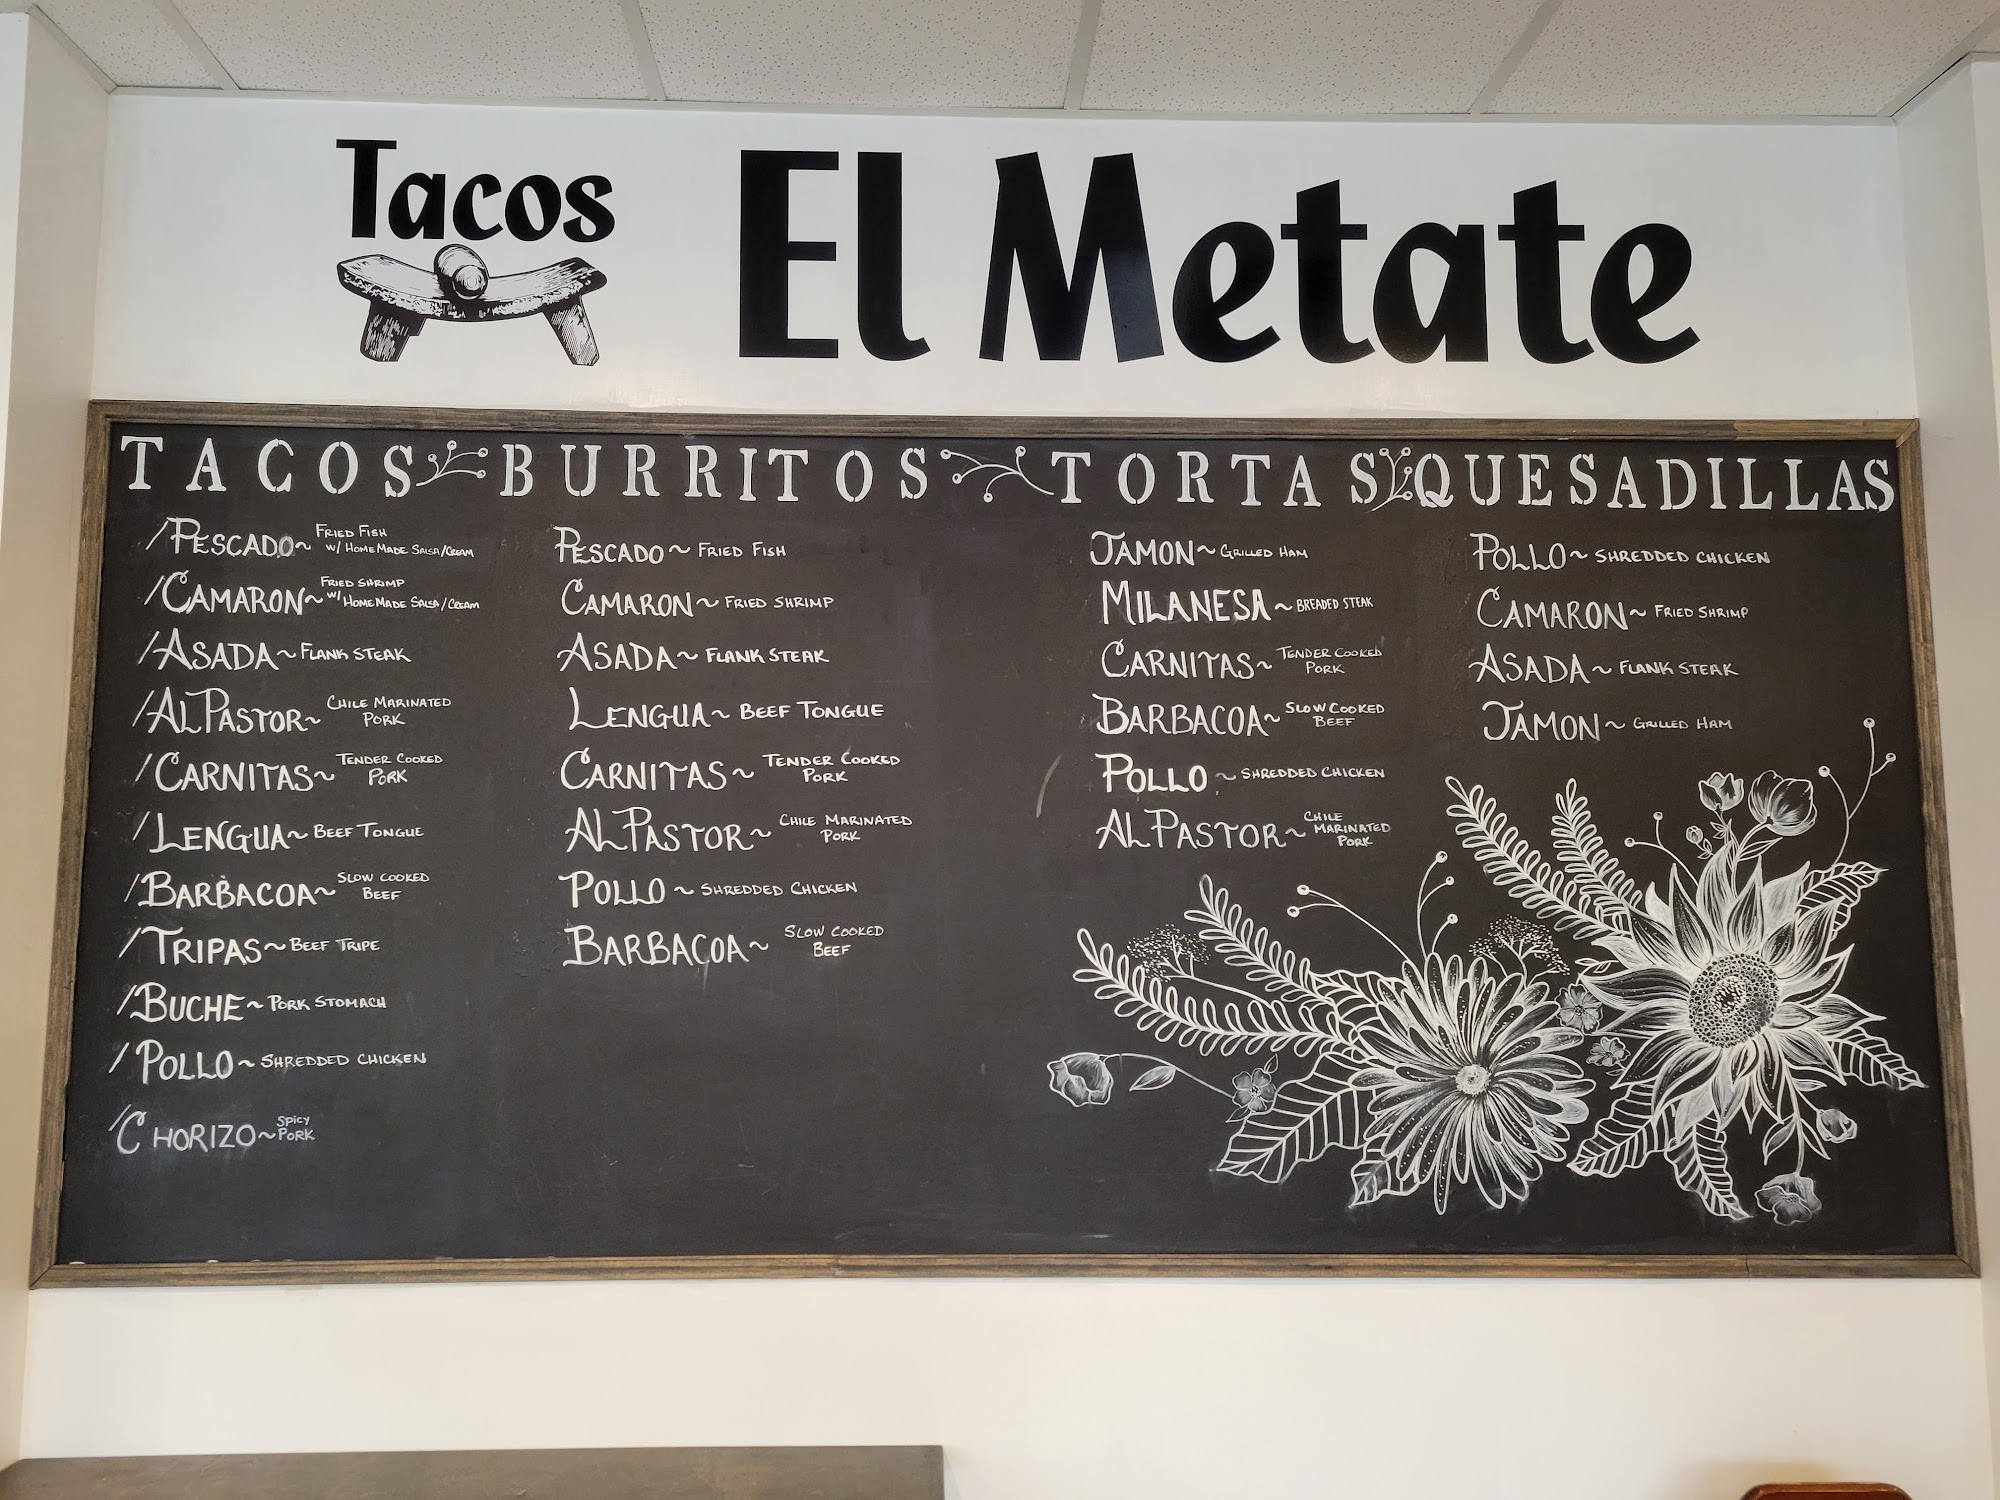 Tacos
El Metate
TACOS BURRITOS TORTAS QUESADILLAS
/PESCADO~ FRIED FISH
W/ HOMEMADE SALSA/CREAM
/CAMARON~ FRIED SHRIMP
W/ HOMEMADE SALSA/CREAM
/ASADA~ FLANK STEAK
/AL PASTOR~ CHILE MARINATED
PORK
/CARNITAS~ TENDER COOKED
PORK
/LENGUA~ BEEF TONGUE
/BARBACOA~ SLOW COOKED
BEEF
/TRIPAS~ BEEF TRIPE
/BUCHE~ PORK STOMACH
/POLLO~ SHREDDED CHICKEN
/CHORIZO~ SPICY
PORK
PESCADO~ FRIED FISH
CAMARON~ FRIED SHRIMP
ASADA~ FLANK STEAK
LENGUA~ BEEF TONGUE
CARNITAS~ TENDER COOKED
PORK
AL PASTOR~ CHILE MARINATED
PORK
POLLO~ SHREDDED CHICKEN
BARBACOA~ SLOW COOKED
BEEF
JAMON~ GRILLED HAM
MILANESA~ BREADED STEAK
CARNITAS~ TENDER COOKED
PORK
BARBACOA~ SLOW COOKED
BEEF
POLLO~ SHREDDED CHICKEN
AL PASTOR~ CHILE
MARINATED
PORK
POLLO~ SHREDDED CHICKEN
CAMARON~ FRIED SHRIMP
ASADA~ FLANK STEAK
JAMON~ GRILLED HAM